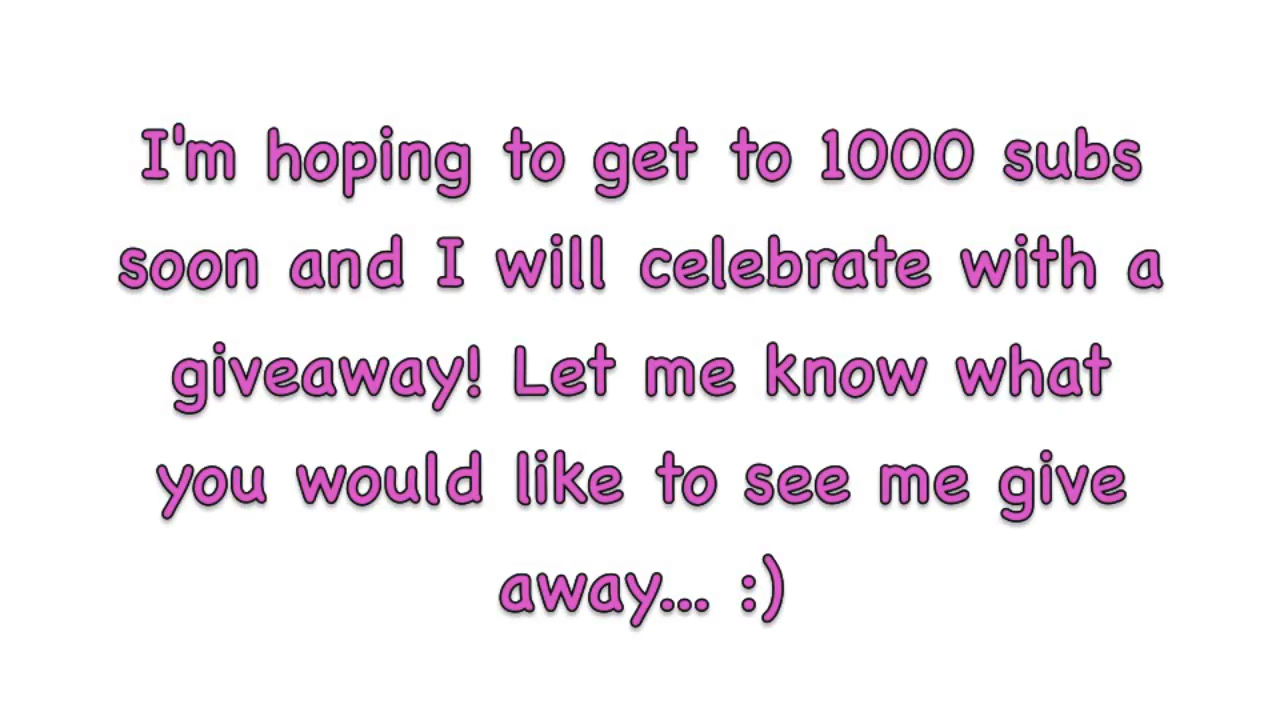 I'm hoping to get to 1000 subs
soon and I will celebrate with a
giveaway! Let me know what
you would like to see me give
away... :)